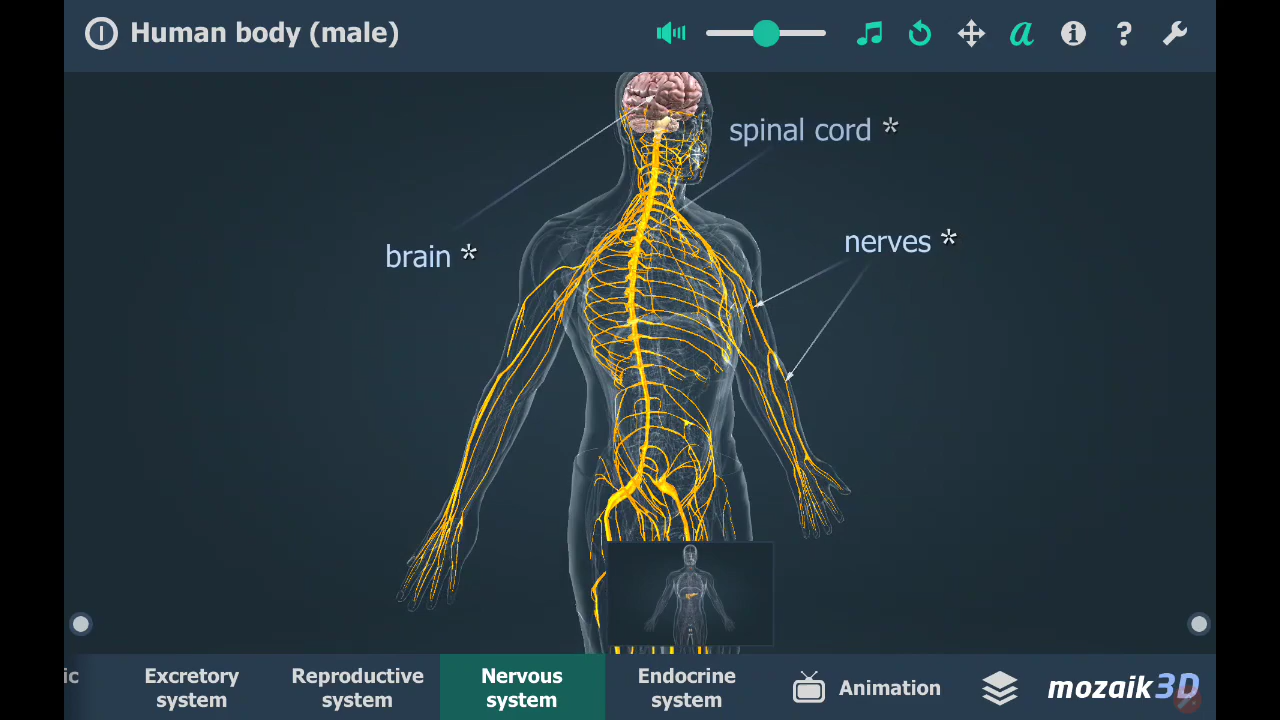 Human body (male)
spinal cord *
nerves *
brain *
ic
Excretory
system
Reproductive
system
Nervous
system
Endocrine
system
Animation
mozaik3D